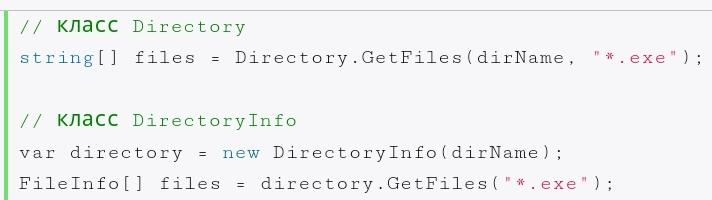 // класс Directory
string[] files = Directory.GetFiles(dirName, "*.exe");
// класс DirectoryInfo
var directory = new DirectoryInfo(dirName);
FileInfo[] files = directory.GetFiles("*.exe");